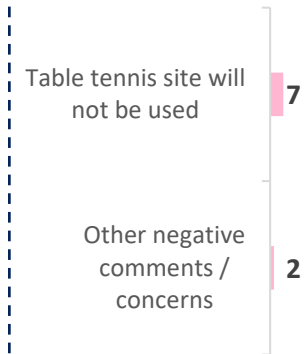 Table tennis site will
not be used
7
Other negative
comments /
concerns
2